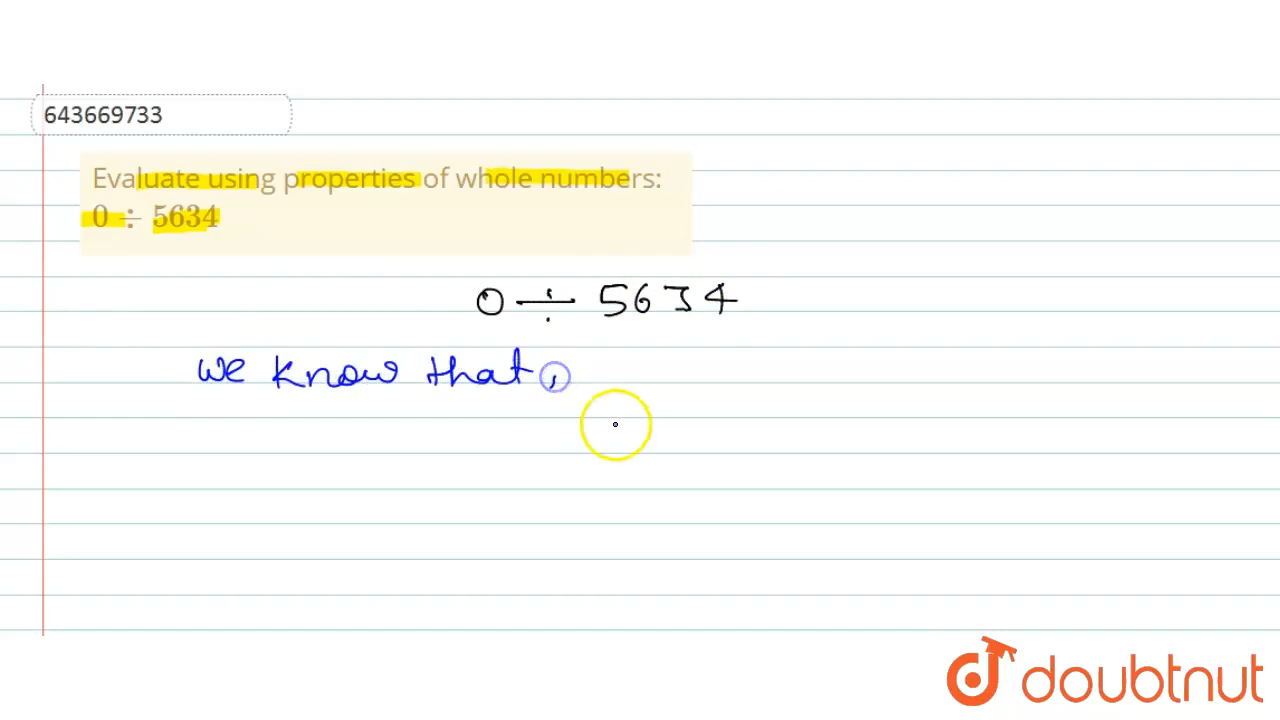 643669733
Evaluate using properties of whole numbers:
0 ÷ 5634
0 ÷ 5634
we know that,
doubtnut